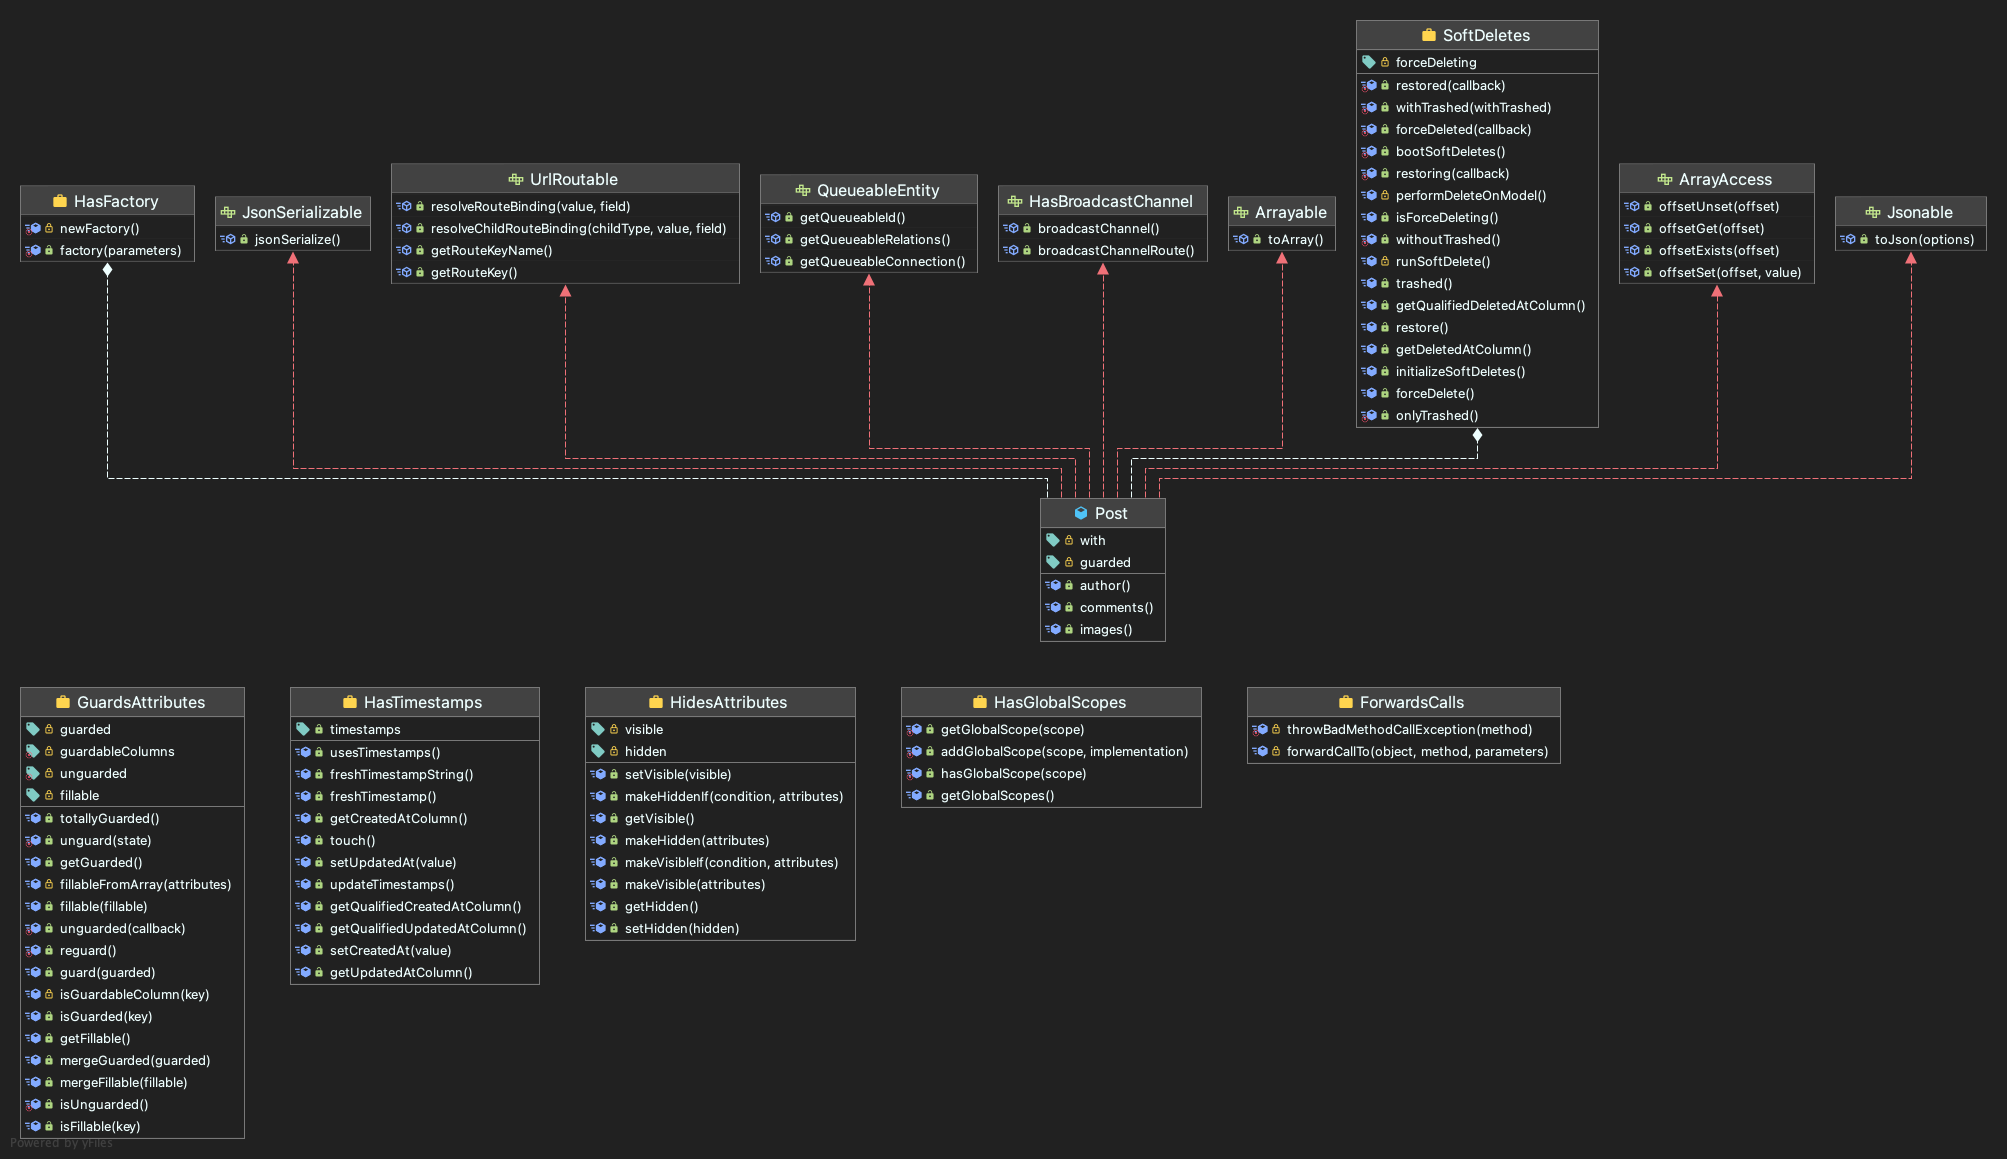 SoftDeletes
forceDeleting
restored(callback)
withTrashed(withTrashed)
forceDeleted(callback)
bootSoftDeletes()
restoring(callback)
performDeleteOnModel()
isForceDeleting()
withoutTrashed()
runSoftDelete()
trashed()
getQualifiedDeletedAtColumn()
restore()
getDeletedAtColumn()
initializeSoftDeletes()
forceDelete()
onlyTrashed()
HasFactory
newFactory()
factory(parameters)
JsonSerializable
jsonSerialize()
UrlRoutable
resolveRouteBinding(value, field)
resolveChildRouteBinding(childType, value, field)
getRouteKeyName()
getRouteKey()
QueueableEntity
getQueueableId()
getQueueableRelations()
getQueueableConnection()
HasBroadcastChannel
broadcastChannel()
broadcastChannelRoute()
Arrayable
toArray()
ArrayAccess
offsetUnset(offset)
offsetGet(offset)
offsetExists(offset)
offsetSet(offset, value)
Jsonable
toJson(options)
Post
with
guarded
author()
comments()
images()
GuardsAttributes
guarded
guardableColumns
unguarded
fillable
totallyGuarded()
unguard(state)
getGuarded()
fillableFromArray(attributes)
fillable(fillable)
unguarded(callback)
reguard()
guard(guarded)
isGuardableColumn(key)
isGuarded(key)
getFillable()
mergeGuarded(guarded)
mergeFillable(fillable)
isUnguarded()
isFillable(key)
HasTimestamps
timestamps
usesTimestamps()
freshTimestampString()
freshTimestamp()
getCreatedAtColumn()
touch()
setUpdatedAt(value)
updateTimestamps()
getQualifiedCreatedAtColumn()
getQualifiedUpdatedAtColumn()
setCreatedAt(value)
getUpdatedAtColumn()
HidesAttributes
visible
hidden
setVisible(visible)
makeHiddenIf(condition, attributes)
getVisible()
makeHidden(attributes)
makeVisibleIf(condition, attributes)
makeVisible(attributes)
getHidden()
setHidden(hidden)
HasGlobalScopes
getGlobalScope(scope)
addGlobalScope(scope, implementation)
hasGlobalScope(scope)
getGlobalScopes()
ForwardsCalls
throwBadMethodCallException(method)
forwardCallTo(object, method, parameters)
Powered by yFiles